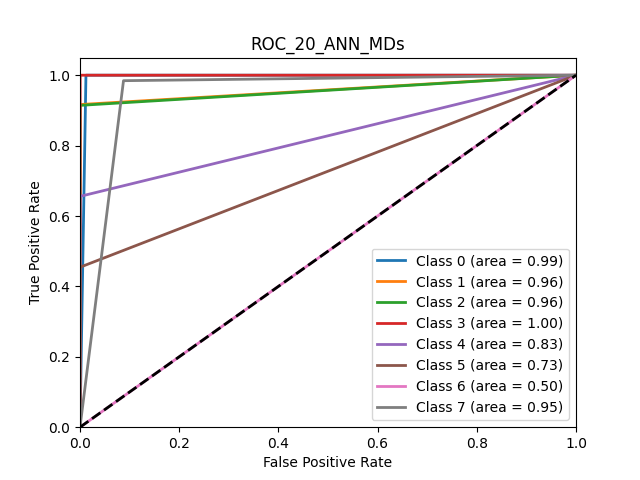 ROC_20_ANN_MDs
True Positive Rate
1.0
0.8
0.6
0.4
0.2
0.0
Class 0 (area = 0.99)
Class 1 (area = 0.96)
Class 2 (area = 0.96)
Class 3 (area = 1.00)
Class 4 (area = 0.83)
Class 5 (area = 0.73)
Class 6 (area = 0.50)
Class 7 (area = 0.95)
0.0 0.2 0.4 0.6 0.8 1.0
False Positive Rate